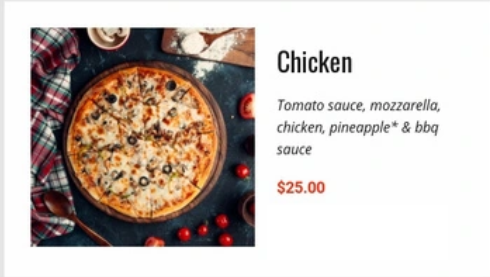 Chicken
Tomato sauce, mozzarella,
chicken, pineapple* & bbq
sauce
$25.00